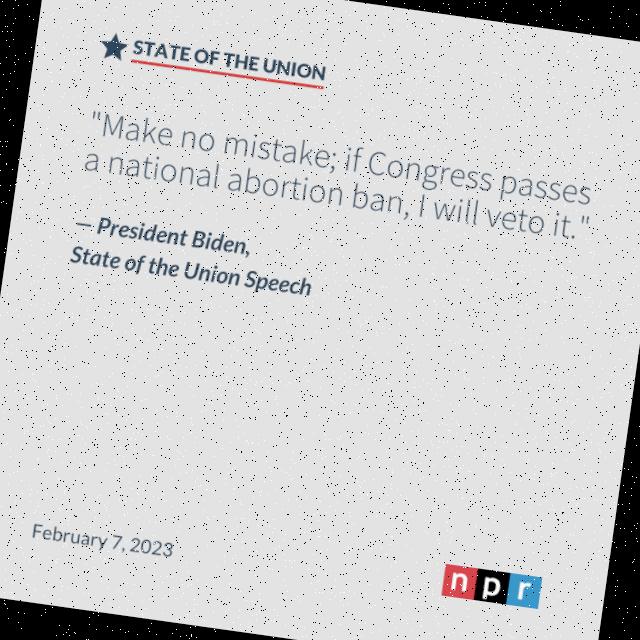 STATE OF THE UNION
"Make no mistake; if Congress passes
a national abortion ban, I will veto it."
— President Biden,
State of the Union Speech
February 7, 2023
npr